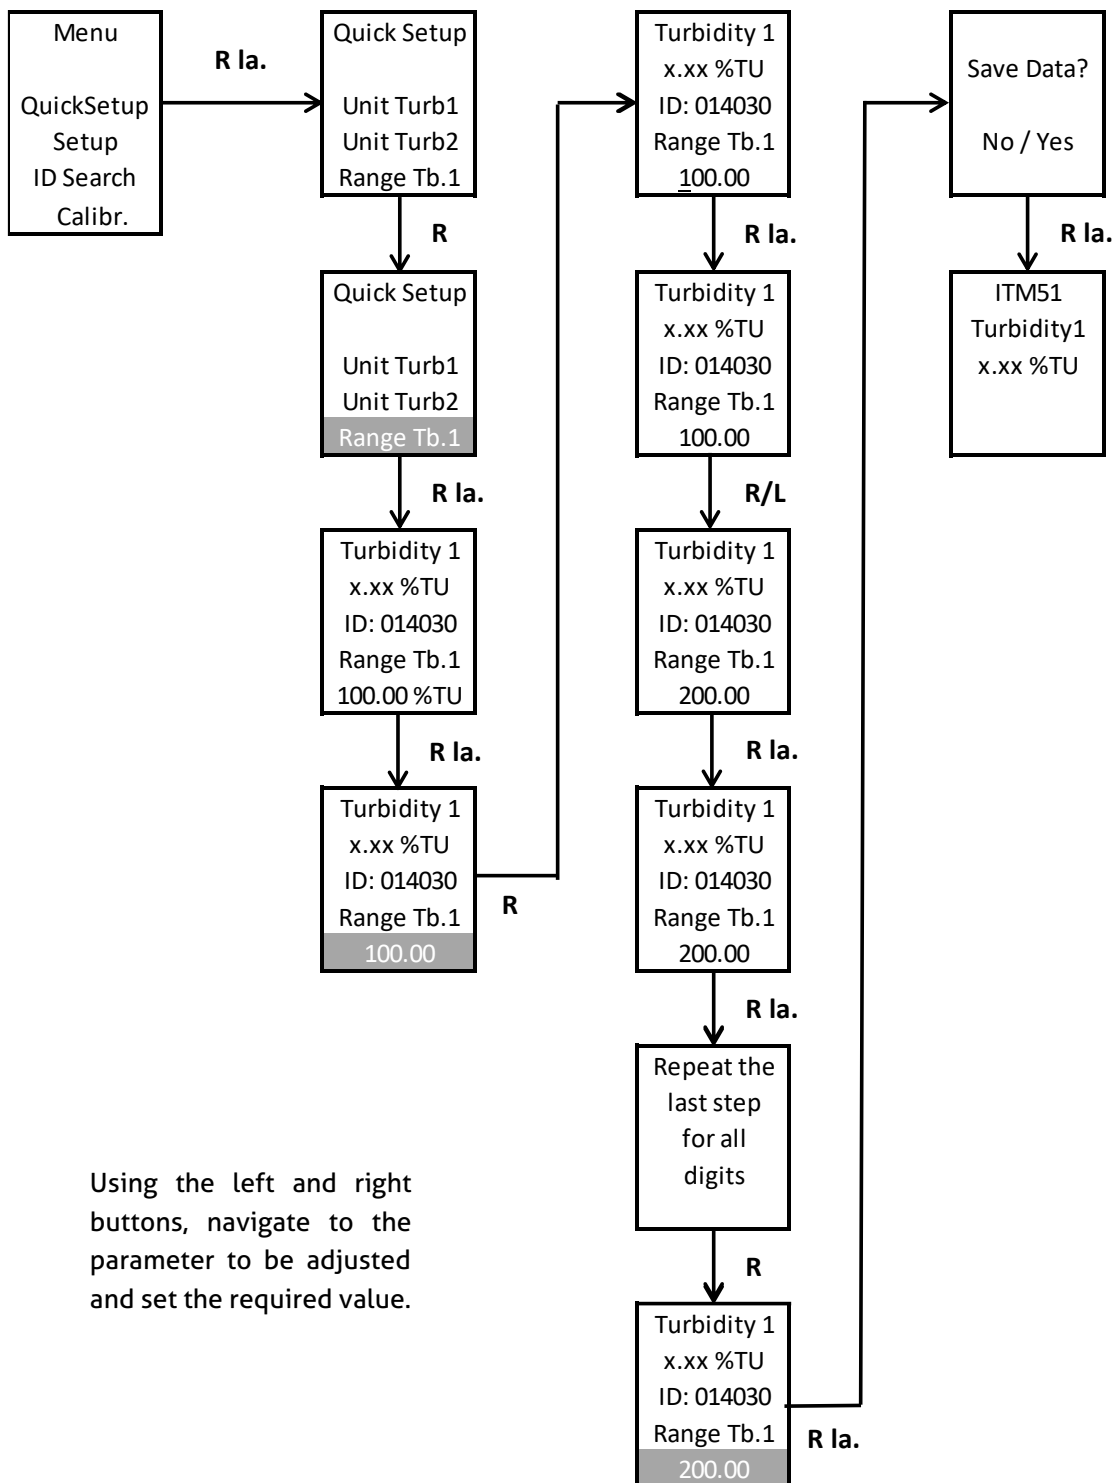 Menu
QuickSetup
Setup
ID Search
Calibr.
R la.
Quick Setup
Unit Turb1
Unit Turb2
Range Tb.1
R
Quick Setup
Unit Turb1
Unit Turb2
Range Tb.1
R la.
Turbidity 1
x.xx %TU
ID: 014030
Range Tb.1
100.00 %TU
R la.
Turbidity 1
x.xx %TU
ID: 014030
Range Tb.1
100.00
R
Turbidity 1
x.xx %TU
ID: 014030
Range Tb.1
100.00
R la.
Turbidity 1
x.xx %TU
ID: 014030
Range Tb.1
100.00
R/L
Turbidity 1
x.xx %TU
ID: 014030
Range Tb.1
200.00
R la.
Turbidity 1
x.xx %TU
ID: 014030
Range Tb.1
200.00
R la.
Repeat the
last step
for all
digits
R
Turbidity 1
x.xx %TU
ID: 014030
Range Tb.1
200.00
R la.
Save Data?
No / Yes
R la.
ITM51
Turbidity1
x.xx %TU
Using the left and right
buttons, navigate to the
parameter to be adjusted
and set the required value.